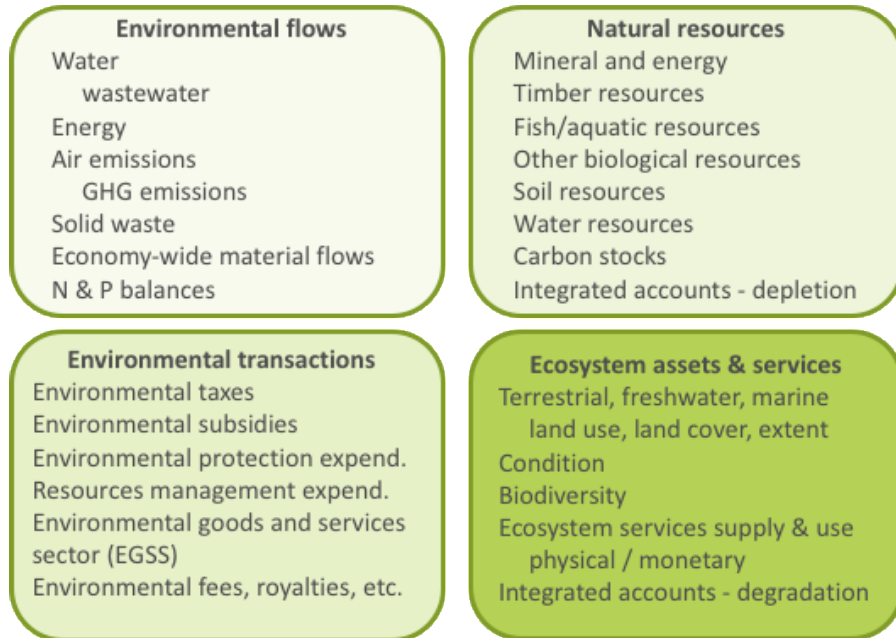 Environmental flows
Water
wastewater
Energy
Air emissions
GHG emissions
Solid waste
Economy-wide material flows
N & P balances
Natural resources
Mineral and energy
Timber resources
Fish/aquatic resources
Other biological resources
Soil resources
Water resources
Carbon stocks
Integrated accounts - depletion
Environmental transactions
Environmental taxes
Environmental subsidies
Environmental protection expend.
Resources management expend.
Environmental goods and services
sector (EGSS)
Environmental fees, royalties, etc.
Ecosystem assets & services
Terrestrial, freshwater, marine
land use, land cover, extent
Condition
Biodiversity
Ecosystem services supply & use
physical / monetary
Integrated accounts - degradation